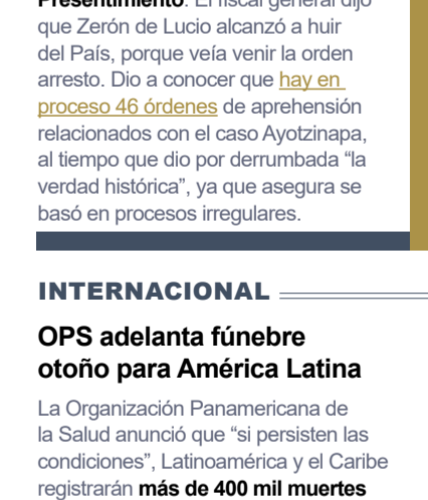 Presentimiento. El fiscal general dijo
que Zerón de Lucio alcanzó a huir
del País, porque veía venir la orden
arresto. Dio a conocer que hay en
proceso 46 órdenes de aprehensión
relacionados con el caso Ayotzinapa,
al tiempo que dio por derrumbada “la
verdad histórica”, ya que asegura se
basó en procesos irregulares.
INTERNACIONAL
OPS adelanta fúnebre
otoño para América Latina
La Organización Panamericana de
la Salud anunció que “si persisten las
condiciones”, Latinoamérica y el Caribe
registrarán más de 400 mil muertes